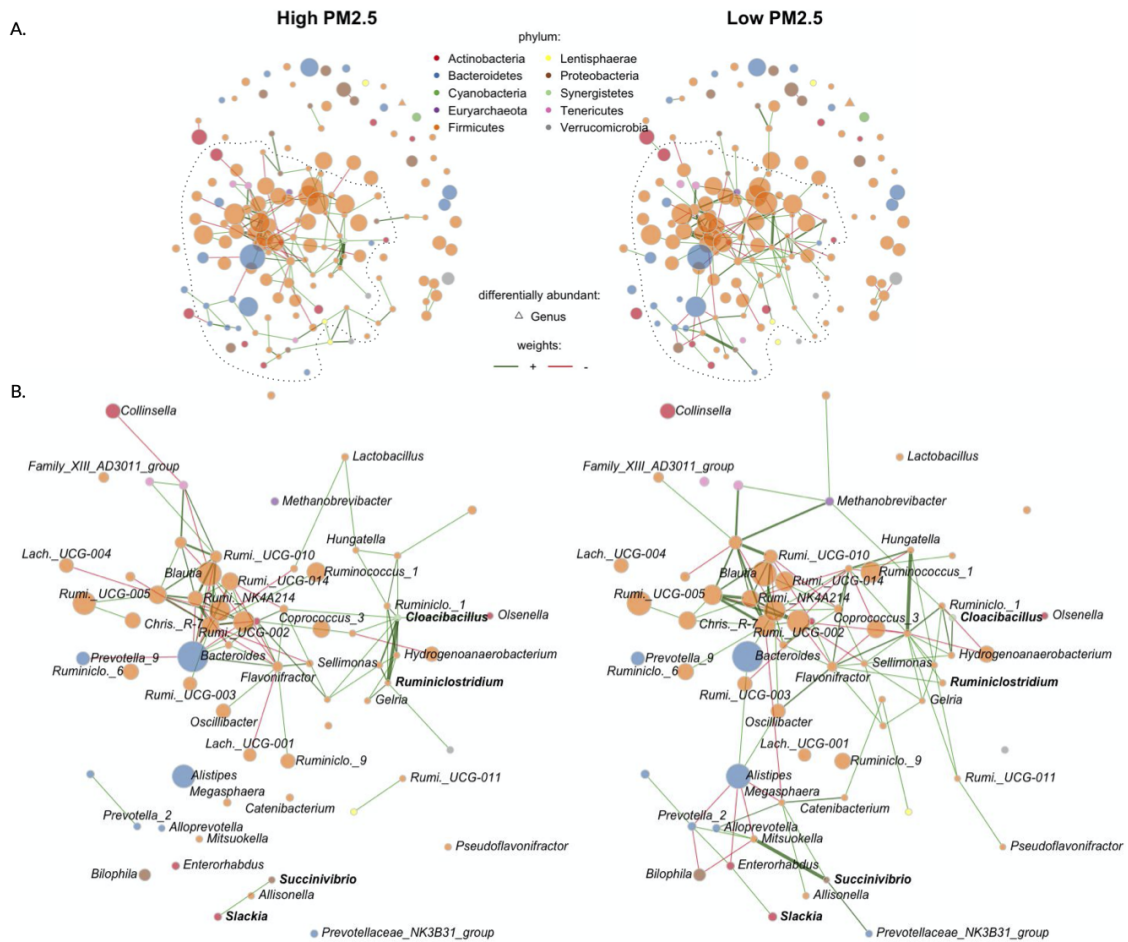 A.
High PM2.5
Low PM2.5
phylum:
Actinobacteria
Bacteroidetes
Cyanobacteria
Euryarchaeota
Firmicutes
Lentisphaerae
Proteobacteria
Synergistetes
Tenericutes
Verrucomicrobia
differentially abundant:
Genus
weights:
+ -
B.
Collinsella
Lactobacillus
Family_XIII_AD3011_group
Methanobrevibacter
Hungatella
Lach._UCG-004
Rumi._UCG-010
Blautia
Ruminococcus_1
Rumi._UCG-014
Rumi._UCG-005
Rumi._NK4A214
Ruminiclo._1
Chris._R-7
Coprococcus_3
Cloacibacillus
Olsenella
Rumi._UCG-002
Prevotella_9
Bacteroides
Hydrogenoanaerobacterium
Sellimonas
Ruminiclo._6
Flavonifractor
Ruminiclostridium
Rumi._UCG-003
Gelria
Oscillibacter
Lach._UCG-001
Ruminiclo._9
Alistipes
Rumi._UCG-011
Megasphaera
Catenibacterium
Prevotella_2
Alloprevotella
Mitsuokella
Pseudoflavonifractor
Enterorhabdus
Bilophila
Succinivibrio
Allisonella
Slackia
Prevotellaceae_NK3B31_group
Collinsella
Lactobacillus
Family_XIII_AD3011_group
Methanobrevibacter
Hungatella
Lach._UCG-004
Rumi._UCG-010
Blautia
Ruminococcus_1
Rumi._UCG-014
Rumi._UCG-005
Rumi._NK4A214
Ruminiclo._1
Chris._R-7
Coprococcus_3
Cloacibacillus
Olsenella
Rumi._UCG-002
Prevotella_9
Bacteroides
Hydrogenoanaerobacterium
Sellimonas
Ruminiclo._6
Flavonifractor
Ruminiclostridium
Rumi._UCG-003
Gelria
Oscillibacter
Lach._UCG-001
Ruminiclo._9
Alistipes
Rumi._UCG-011
Megasphaera
Catenibacterium
Prevotella_2
Alloprevotella
Mitsuokella
Pseudoflavonifractor
Enterorhabdus
Bilophila
Succinivibrio
Allisonella
Slackia
Prevotellaceae_NK3B31_group